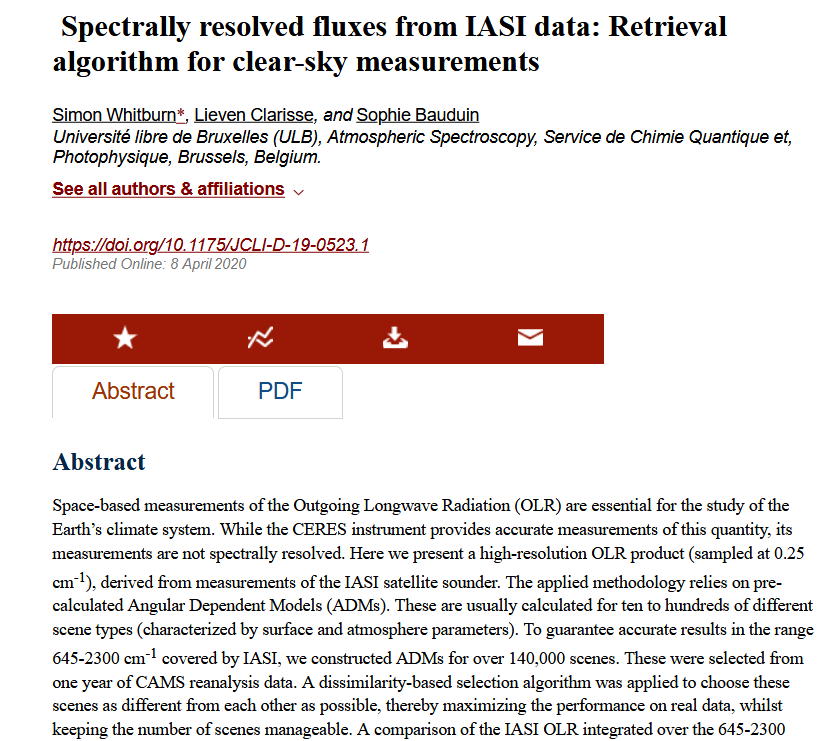 Spectrally resolved fluxes from IASI data: Retrieval
algorithm for clear-sky measurements
Simon Whitburn*, Lieven Clarisse, and Sophie Bauduin
Université libre de Bruxelles (ULB), Atmospheric Spectroscopy, Service de Chimie Quantique et,
Photophysique, Brussels, Belgium.
See all authors & affiliations
https://doi.org/10.1175/JCLI-D-19-0523.1
Published Online: 8 April 2020
Abstract PDF
Abstract
Space-based measurements of the Outgoing Longwave Radiation (OLR) are essential for the study of the
Earth's climate system. While the CERES instrument provides accurate measurements of this quantity, its
measurements are not spectrally resolved. Here we present a high-resolution OLR product (sampled at 0.25
cm-1), derived from measurements of the IASI satellite sounder. The applied methodology relies on pre-
calculated Angular Dependent Models (ADMs). These are usually calculated for ten to hundreds of different
scene types (characterized by surface and atmosphere parameters). To guarantee accurate results in the range
645-2300 cm-1 covered by IASI, we constructed ADMs for over 140,000 scenes. These were selected from
one year of CAMS reanalysis data. A dissimilarity-based selection algorithm was applied to choose these
scenes as different from each other as possible, thereby maximizing the performance on real data, whilst
keeping the number of scenes manageable. A comparison of the IASI OLR integrated over the 645-2300